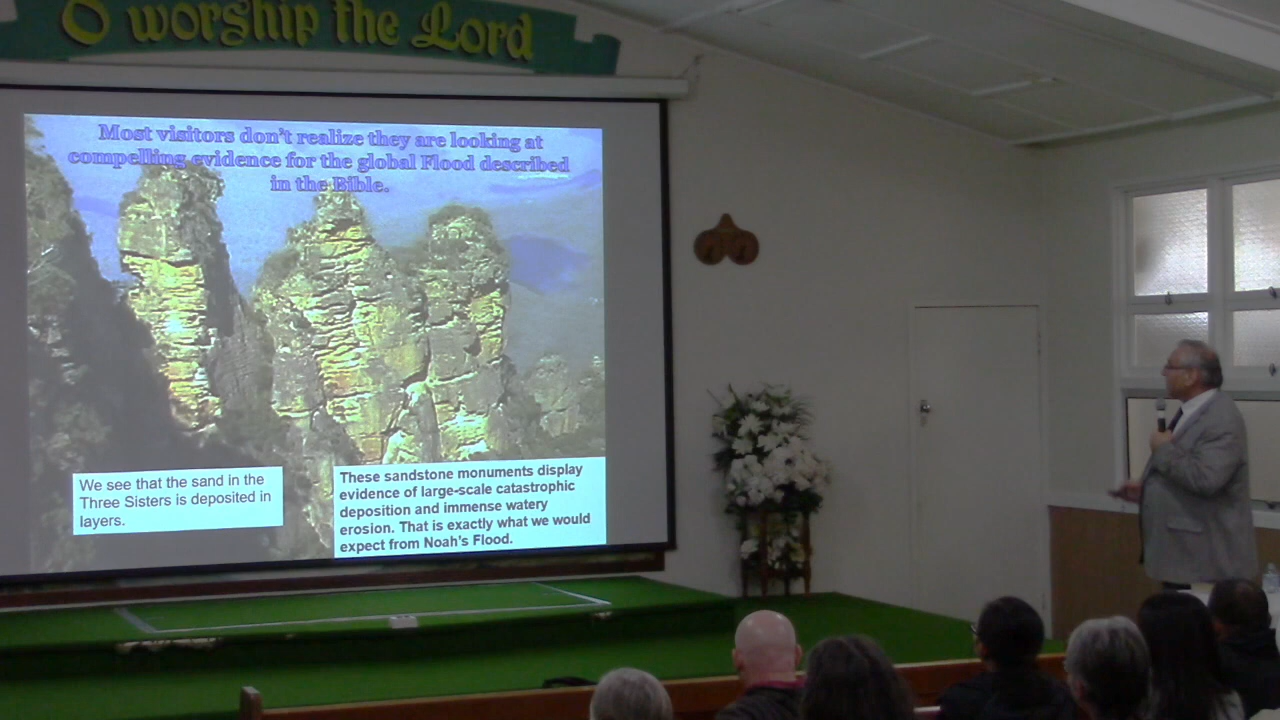 O worship the Lord
Most visitors don't realize they are looking at
compelling evidence for the global Flood described
in the Bible.
We see that the sand in the
Three Sisters is deposited in
layers.
These sandstone monuments display
evidence of large-scale catastrophic
deposition and immense watery
erosion. That is exactly what we would
expect from Noah's Flood.